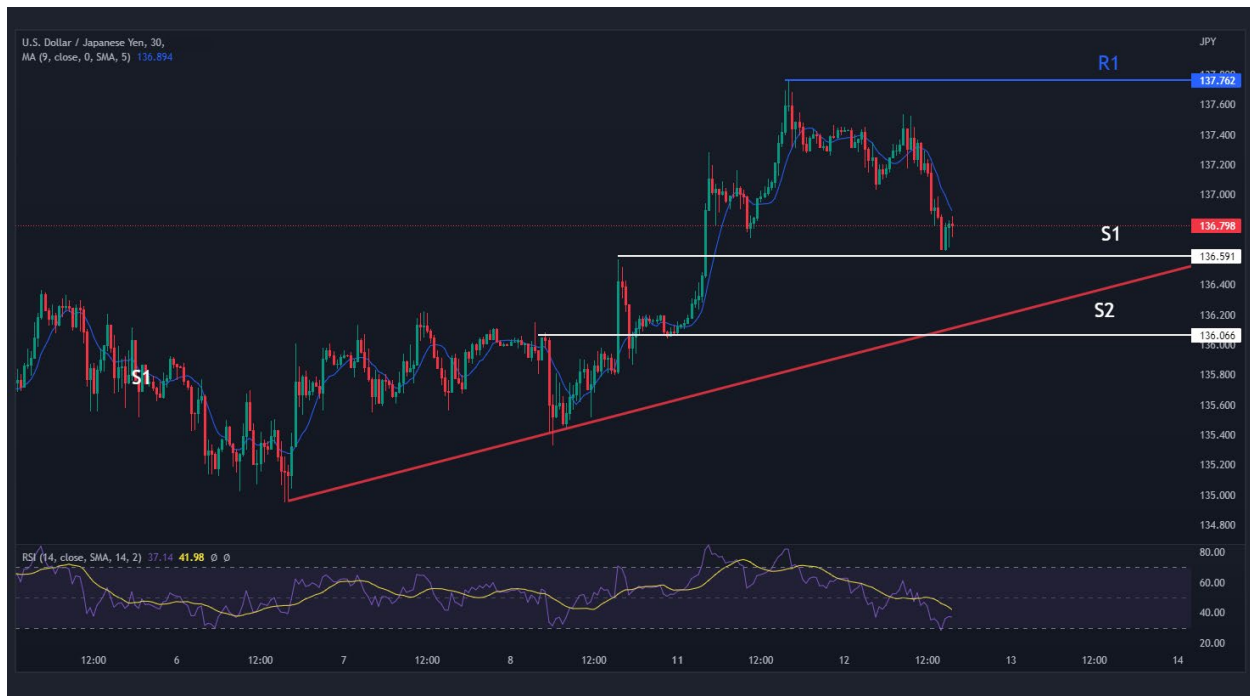 U.S. Dollar / Japanese Yen, 30,
JPY
MA (9, close, 0, SMA, 5) 136.894
R1
137.762
137.600
137.400
137.200
137.000
136.798
S1
136.591
136.400
S2
136.200
136.066
136.000
135.800
S1
135.600
135.400
135.200
135.000
134.800
RSI (14, close, SMA, 14, 2) 37.14 41.98 Ø Ø
80.00
60.00
40.00
20.00
12:00 6 12:00 7 12:00 8 12:00 11 12:00 12 12:00 13 12:00 14